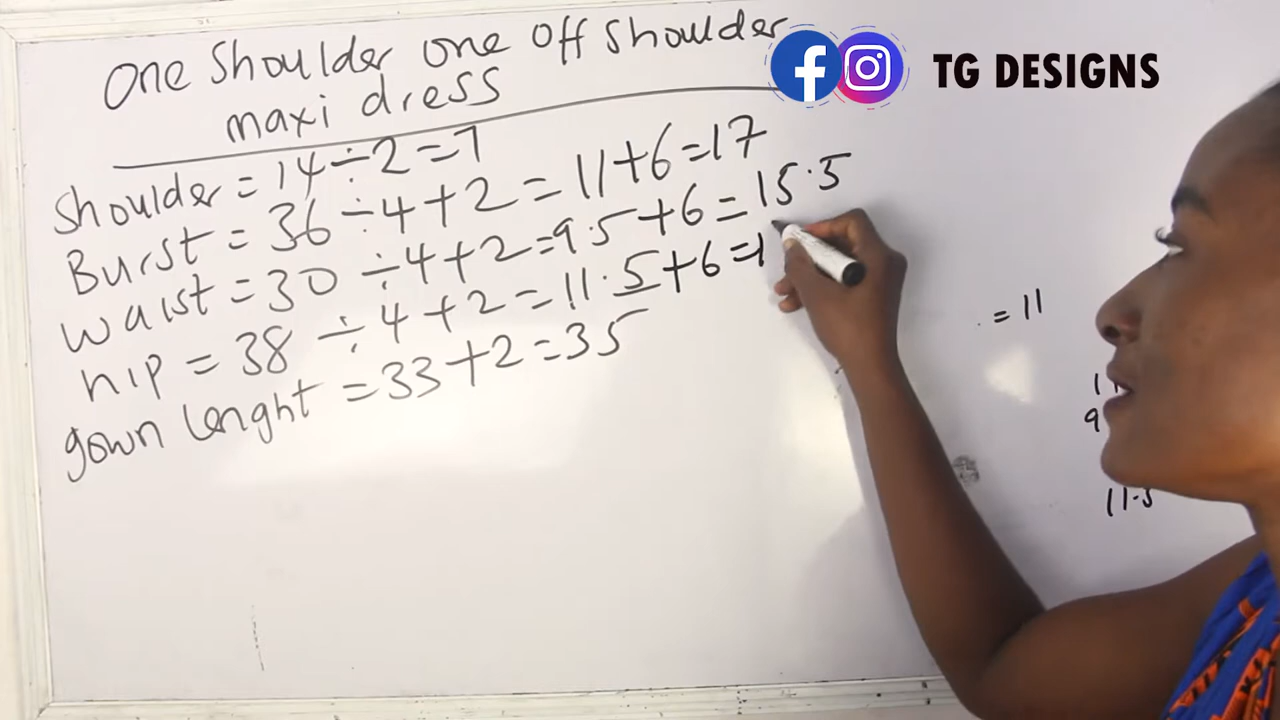 One Shoulder one off shoulder
maxi dress
TG DESIGNS
Shoulder = 14 ÷ 2 = 7
Burst = 36 ÷ 4 + 2 = 11 + 6 = 17
Waist = 30 ÷ 4 + 2 = 9.5 + 6 = 15.5
hip = 38 ÷ 4 + 2 = 11.5 + 6 = 1
gown lenght = 33 + 2 = 35
= 11
9
11.5